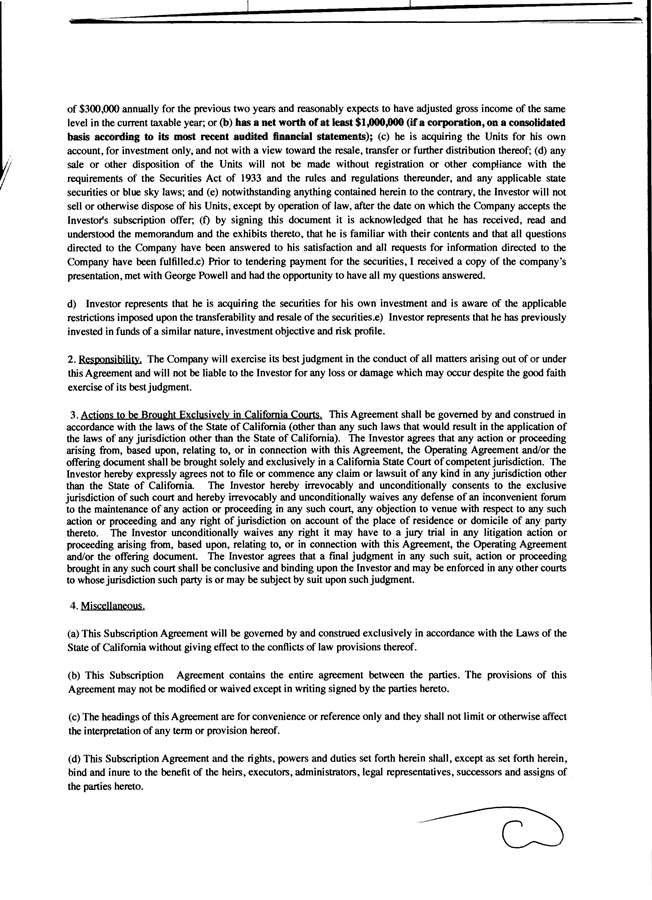 of $300,000 annually for the previous two years and reasonably expects to have adjusted gross income of the same
level in the current taxable year; or (b) has a net worth of at least $1,000,000 (if a corporation, on a consolidated
basis according to its most recent audited financial statements); (c) he is acquiring the Units for his own
account, for investment only, and not with a view toward the resale, transfer or further distribution thereof; (d) any
sale or other disposition of the Units will not be made without registration or other compliance with the
requirements of the Securities Act of 1933 and the rules and regulations thereunder, and any applicable state
securities or blue sky laws; and (e) notwithstanding anything contained herein to the contrary, the Investor will not
sell or otherwise dispose of his Units, except by operation of law, after the date on which the Company accepts the
Investor's subscription offer; (f) by signing this document it is acknowledged that he has received, read and
understood the memorandum and the exhibits thereto, that he is familiar with their contents and that all questions
directed to the Company have been answered to his satisfaction and all requests for information directed to the
Company have been fulfilled.c) Prior to tendering payment for the securities, I received a copy of the company's
presentation, met with George Powell and had the opportunity to have all my questions answered.
d) Investor represents that he is acquiring the securities for his own investment and is aware of the applicable
restrictions imposed upon the transferability and resale of the securities.e) Investor represents that he has previously
invested in funds of a similar nature, investment objective and risk profile.
2. Responsibility. The Company will exercise its best judgment in the conduct of all matters arising out of or under
this Agreement and will not be liable to the Investor for any loss or damage which may occur despite the good faith
exercise of its best judgment.
3. Actions to be Brought Exclusively in California Courts. This Agreement shall be governed by and construed in
accordance with the laws of the State of California (other than any such laws that would result in the application of
the laws of any jurisdiction other than the State of California). The Investor agrees that any action or proceeding
arising from, based upon, relating to, or in connection with this Agreement, the Operating Agreement and/or the
offering document shall be brought solely and exclusively in a California State Court of competent jurisdiction. The
Investor hereby expressly agrees not to file or commence any claim or lawsuit of any kind in any jurisdiction other
than the State of California. The Investor hereby irrevocably and unconditionally consents to the exclusive
jurisdiction of such court and hereby irrevocably and unconditionally waives any defense of an inconvenient forum
to the maintenance of any action or proceeding in any such court, any objection to venue with respect to any such
action or proceeding and any right of jurisdiction on account of the place of residence or domicile of any party
thereto. The Investor unconditionally waives any right it may have to a jury trial in any litigation action or
proceeding arising from, based upon, relating to, or in connection with this Agreement, the Operating Agreement
and/or the offering document. The Investor agrees that a final judgment in any such suit, action or proceeding
brought in any such court shall be conclusive and binding upon the Investor and may be enforced in any other courts
to whose jurisdiction such party is or may be subject by suit upon such judgment.
4. Miscellaneous.
(a) This Subscription Agreement will be governed by and construed exclusively in accordance with the Laws of the
State of California without giving effect to the conflicts of law provisions thereof.
(b) This Subscription Agreement contains the entire agreement between the parties. The provisions of this
Agreement may not be modified or waived except in writing signed by the parties hereto.
(c) The headings of this Agreement are for convenience or reference only and they shall not limit or otherwise affect
the interpretation of any term or provision hereof.
(d) This Subscription Agreement and the rights, powers and duties set forth herein shall, except as set forth herein,
bind and inure to the benefit of the heirs, executors, administrators, legal representatives, successors and assigns of
the parties hereto.